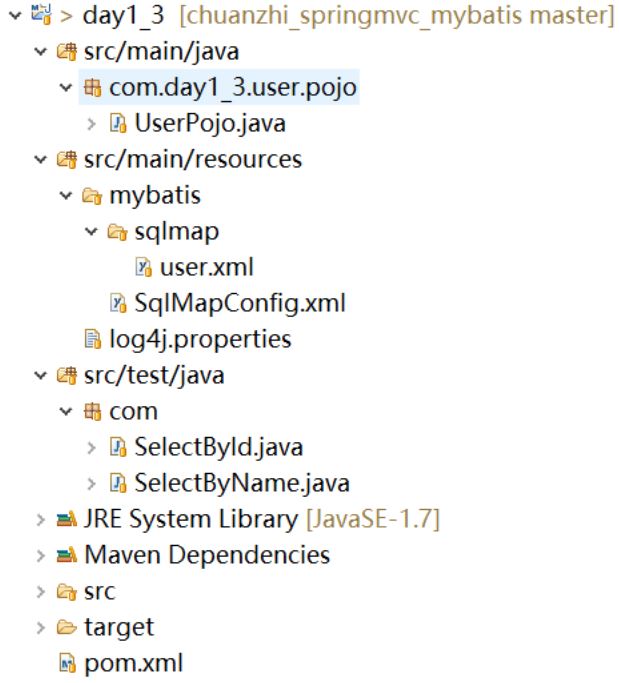 day1_3 [chuanzhi_springmvc_mybatis master]
src/main/java
com.day1_3.user.pojo
UserPojo.java
src/main/resources
mybatis
sqlmap
user.xml
SqlMapConfig.xml
log4j.properties
src/test/java
com
SelectById.java
SelectByName.java
JRE System Library [JavaSE-1.7]
Maven Dependencies
src
target
pom.xml